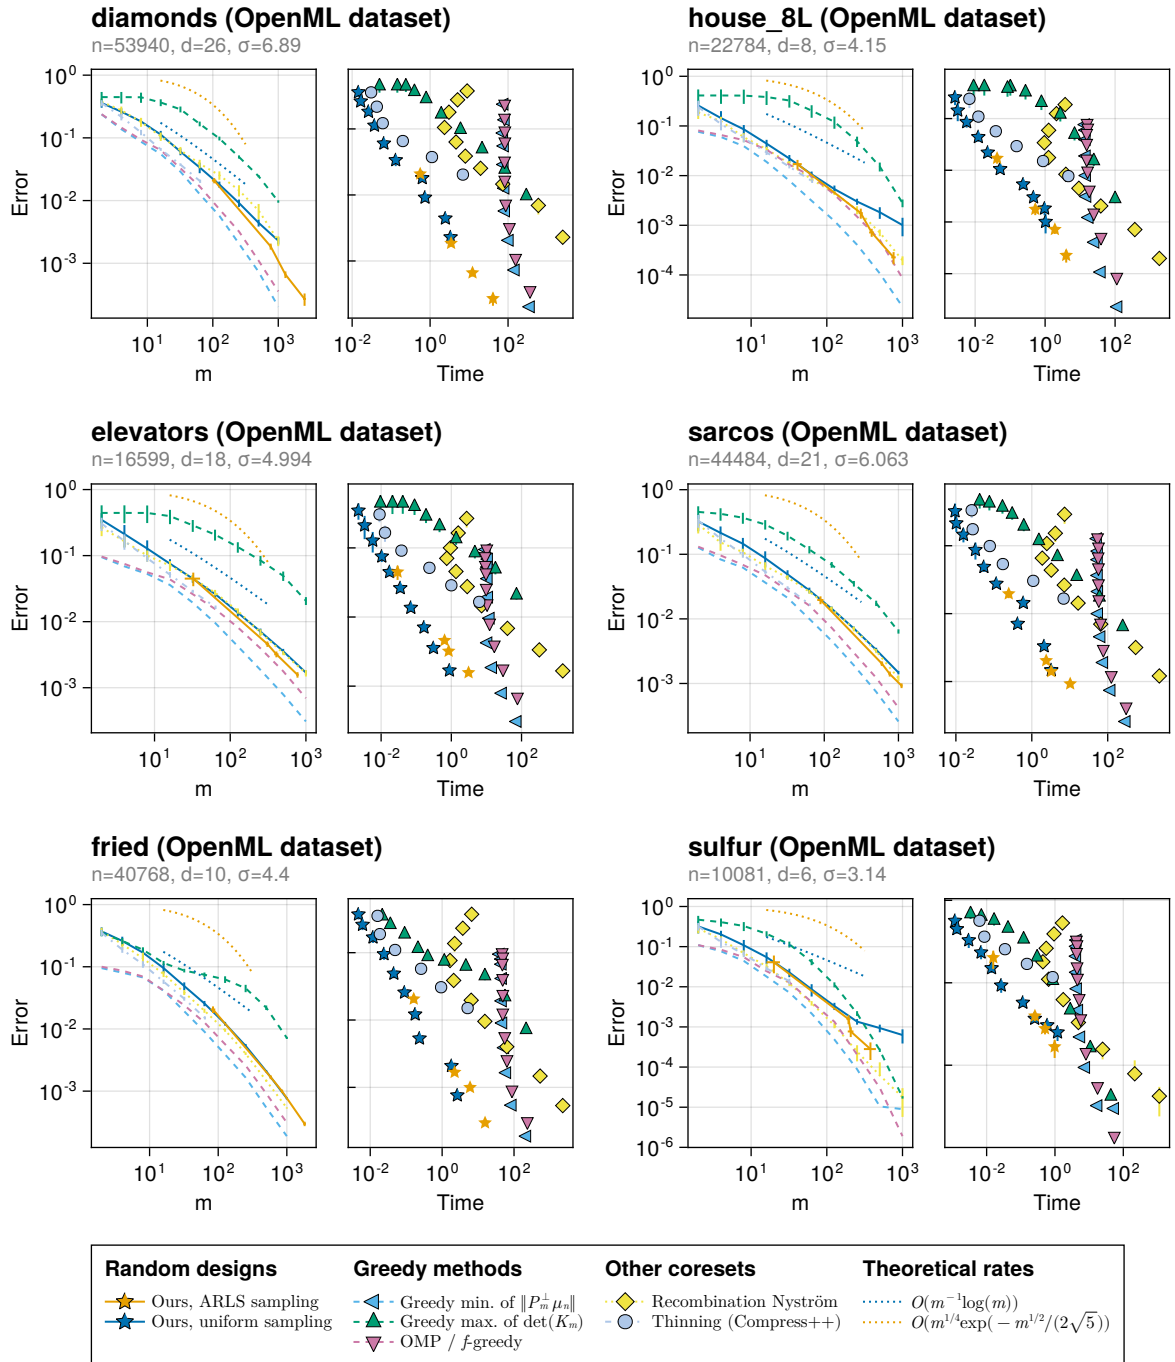 diamonds (OpenML dataset)
n=53940, d=26, σ=6.89
10^0
10^-1
10^-2
10^-3
Error
10^1
10^2
10^3
m
10^-2
10^0
10^2
Time
house_8L (OpenML dataset)
n=22784, d=8, σ=4.15
10^0
10^-1
10^-2
10^-3
10^-4
Error
10^1
10^2
10^3
m
10^-2
10^0
10^2
Time
elevators (OpenML dataset)
n=16599, d=18, σ=4.994
10^0
10^-1
10^-2
10^-3
Error
10^1
10^2
10^3
m
10^-2
10^0
10^2
Time
sarcos (OpenML dataset)
n=44484, d=21, σ=6.063
10^0
10^-1
10^-2
10^-3
Error
10^1
10^2
10^3
m
10^-2
10^0
10^2
Time
fried (OpenML dataset)
n=40768, d=10, σ=4.4
10^0
10^-1
10^-2
10^-3
Error
10^1
10^2
10^3
m
10^-2
10^0
10^2
Time
sulfur (OpenML dataset)
n=10081, d=6, σ=3.14
10^0
10^-1
10^-2
10^-3
10^-4
10^-5
10^-6
Error
10^1
10^2
10^3
m
10^-2
10^0
10^2
Time
Random designs
Ours, ARLS sampling
Ours, uniform sampling
Greedy methods
Greedy min. of ‖P_m^⊥ μ_n‖
Greedy max. of det(K_m)
OMP / f-greedy
Other coresets
Recombination Nyström
Thinning (Compress++)
Theoretical rates
O(m^-1 log(m))
O(m^1/4 exp(−m^1/2/(2√5)))